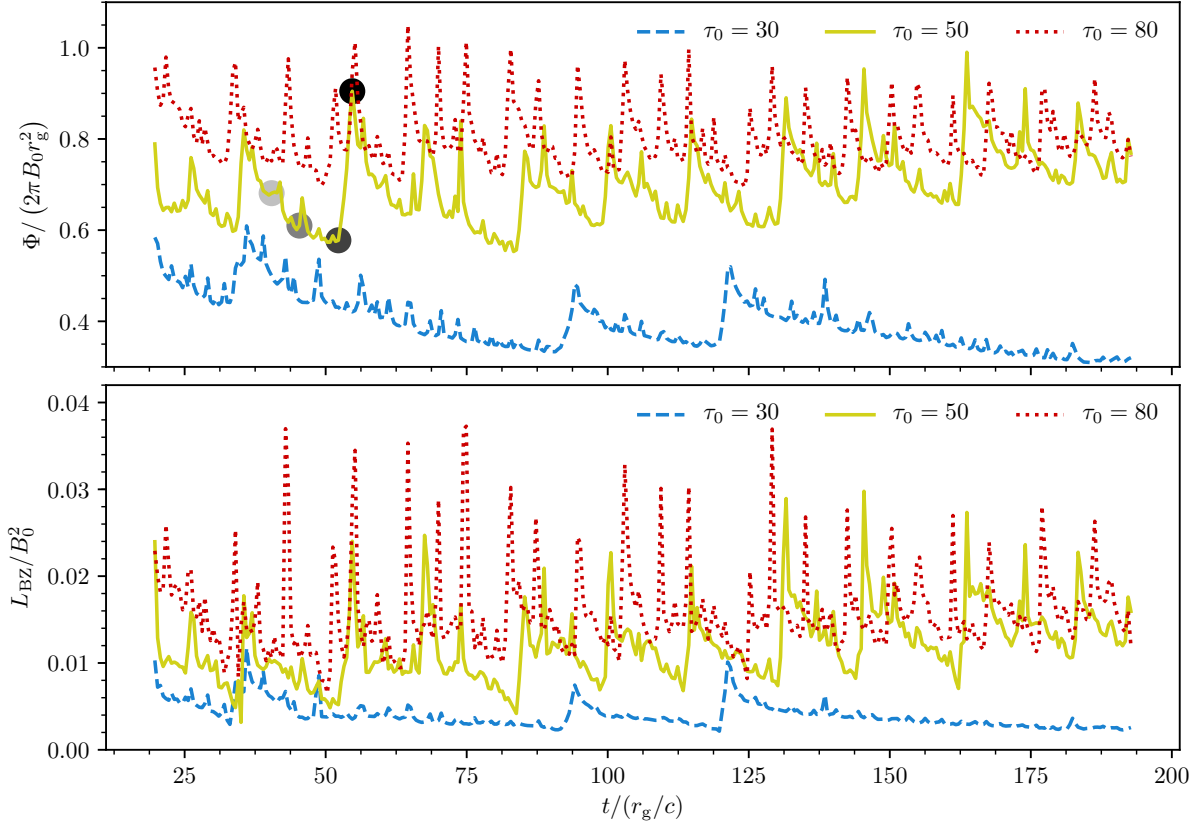 Φ/ (2πB₀r_g²)
1.0
0.8
0.6
0.4
τ₀ = 30
τ₀ = 50
τ₀ = 80
L_BZ/B₀²
0.04
0.03
0.02
0.01
0.00
τ₀ = 30
τ₀ = 50
τ₀ = 80
25
50
75
100
125
150
175
200
t/(r_g/c)